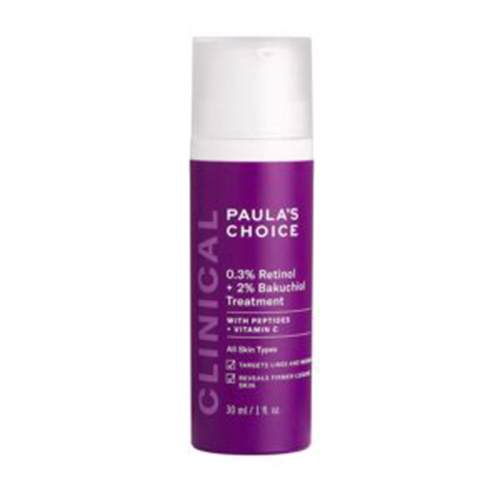 CLINICAL
PAULA'S
CHOICE
0.3% Retinol
+ 2% Bakuchiol
Treatment
WITH PEPTIDES
+ VITAMIN C
All Skin Types
TARGETS LINES AND
REVEALS FIRMER
SKIN
30 ml / 1 fl. oz.